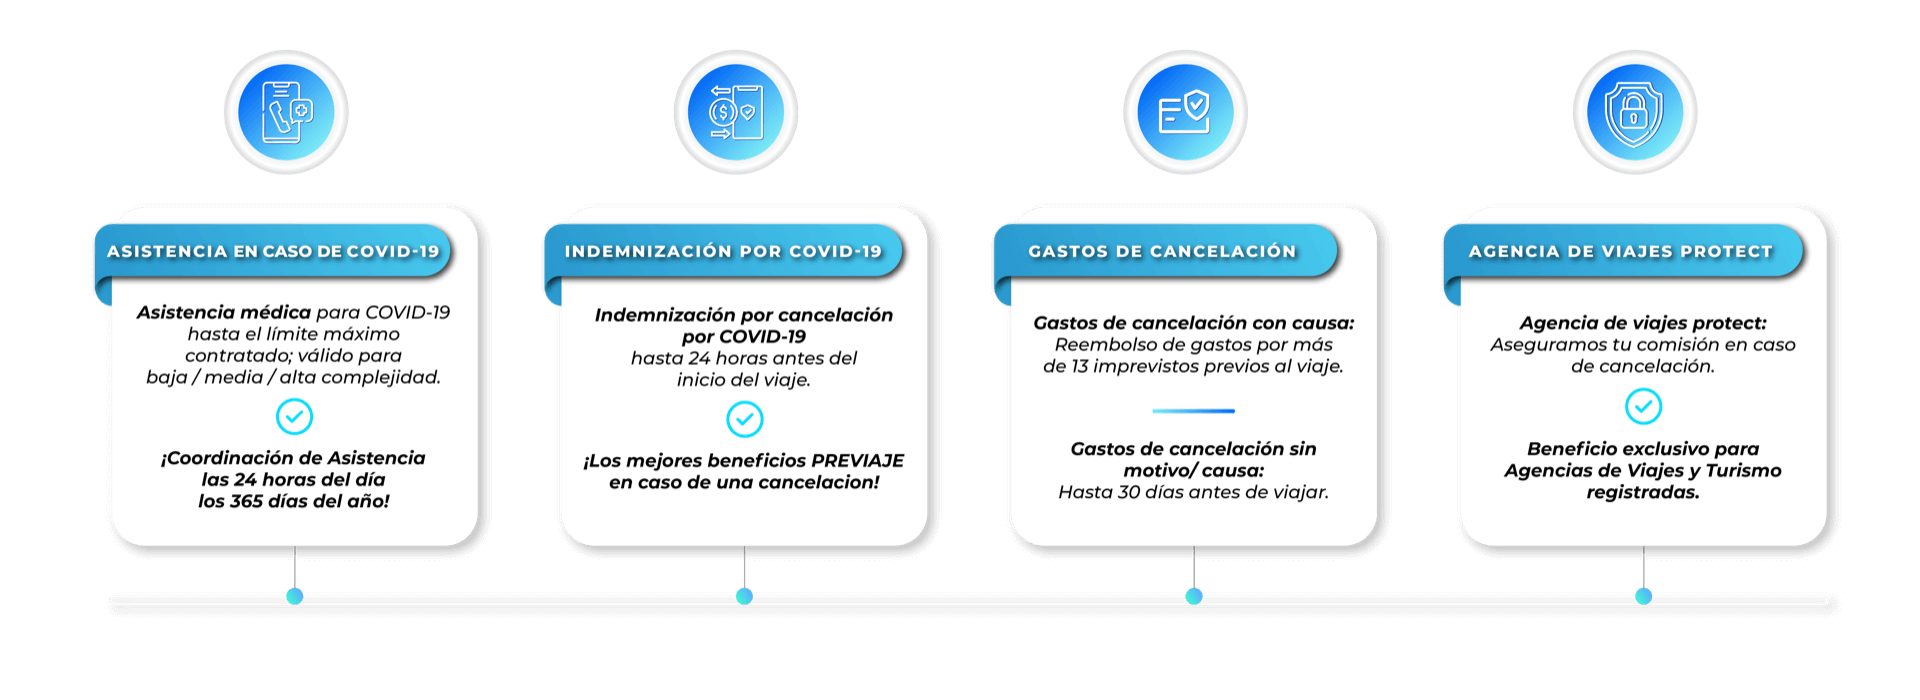 ASISTENCIA EN CASO DE COVID-19
Asistencia médica para COVID-19
hasta el límite máximo
contratado; válido para
baja / media / alta complejidad.
¡Coordinación de Asistencia
las 24 horas del día
los 365 días del año!
INDEMNIZACIÓN POR COVID-19
Indemnización por cancelación
por COVID-19
hasta 24 horas antes del
inicio del viaje.
¡Los mejores beneficios PREVIAJE
en caso de una cancelacion!
GASTOS DE CANCELACIÓN
Gastos de cancelación con causa:
Reembolso de gastos por más
de 13 imprevistos previos al viaje.
Gastos de cancelación sin
motivo/ causa:
Hasta 30 días antes de viajar.
AGENCIA DE VIAJES PROTECT
Agencia de viajes protect:
Aseguramos tu comisión en caso
de cancelación.
Beneficio exclusivo para
Agencias de Viajes y Turismo
registradas.